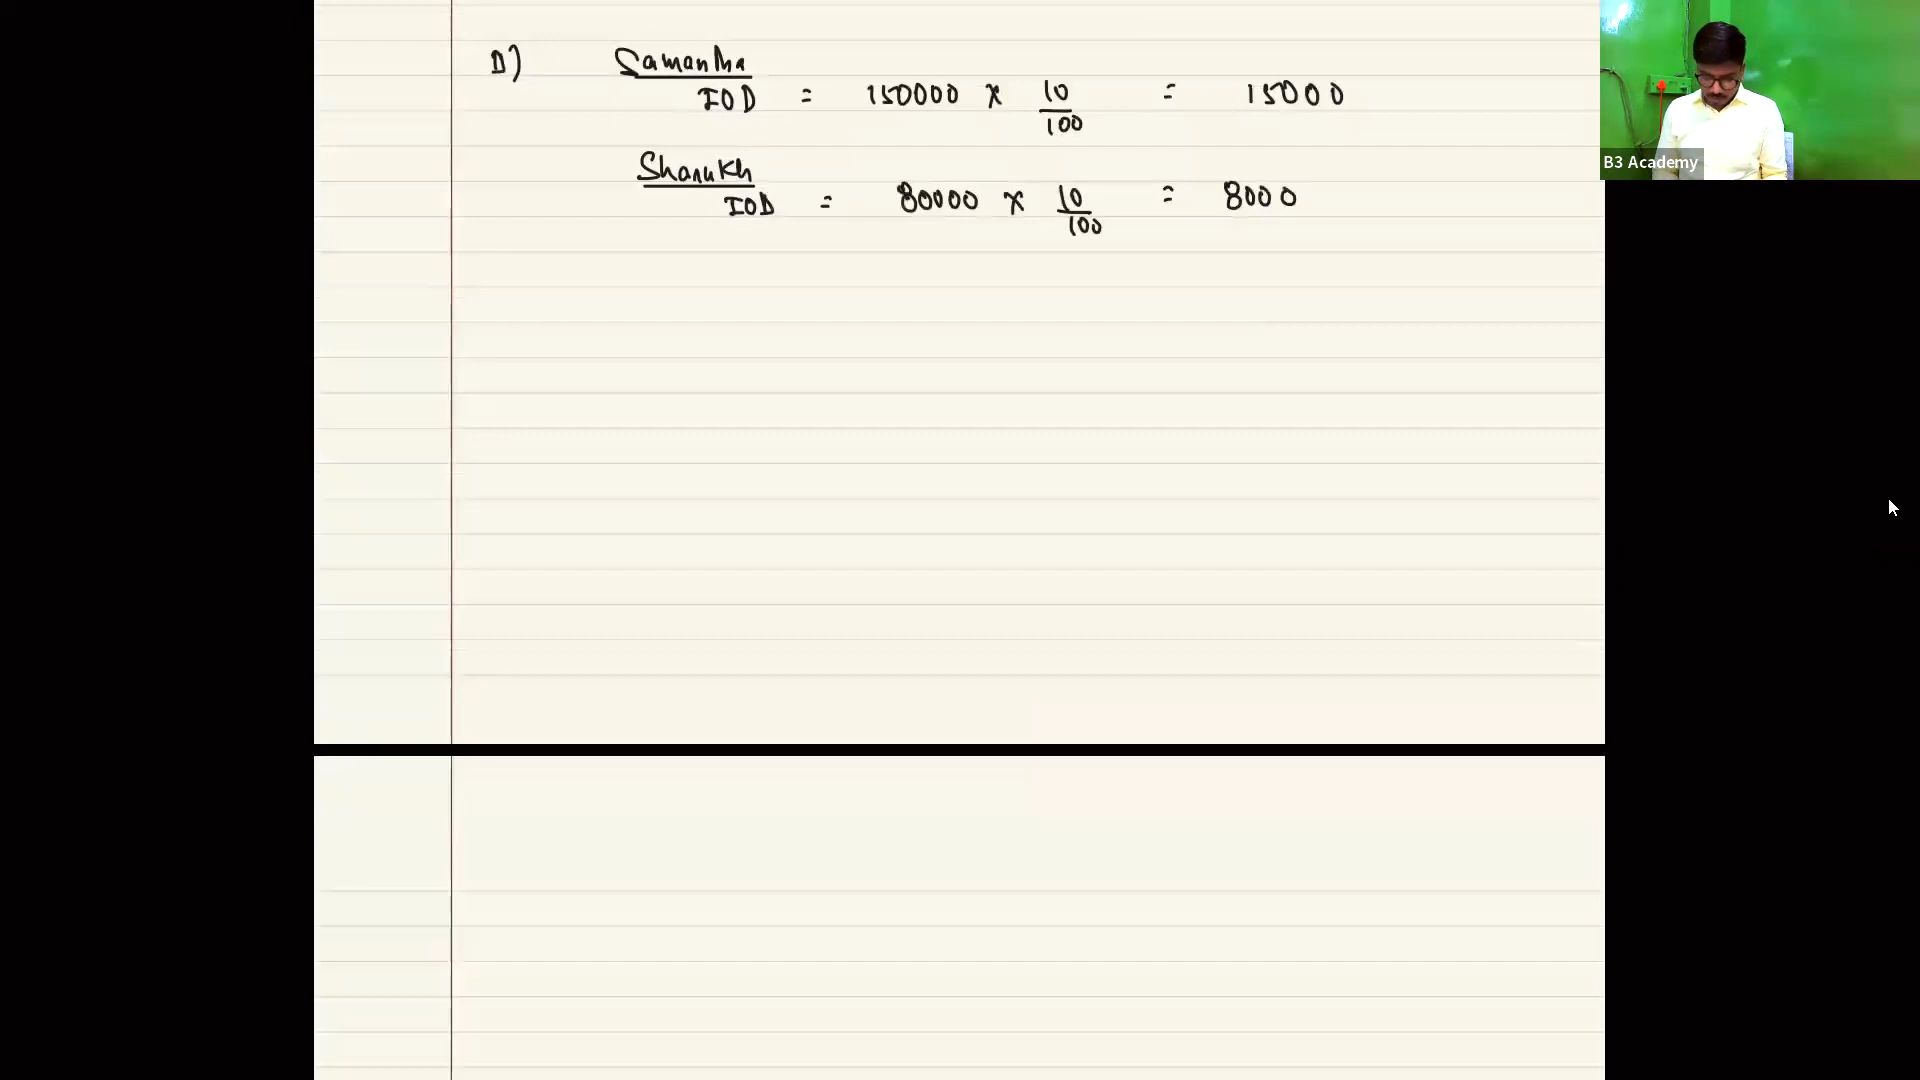 D) Samantha
IOD = 150000 x 10/100 = 15000
Sharukh
IOD = 80000 x 10/100 = 8000
B3 Academy